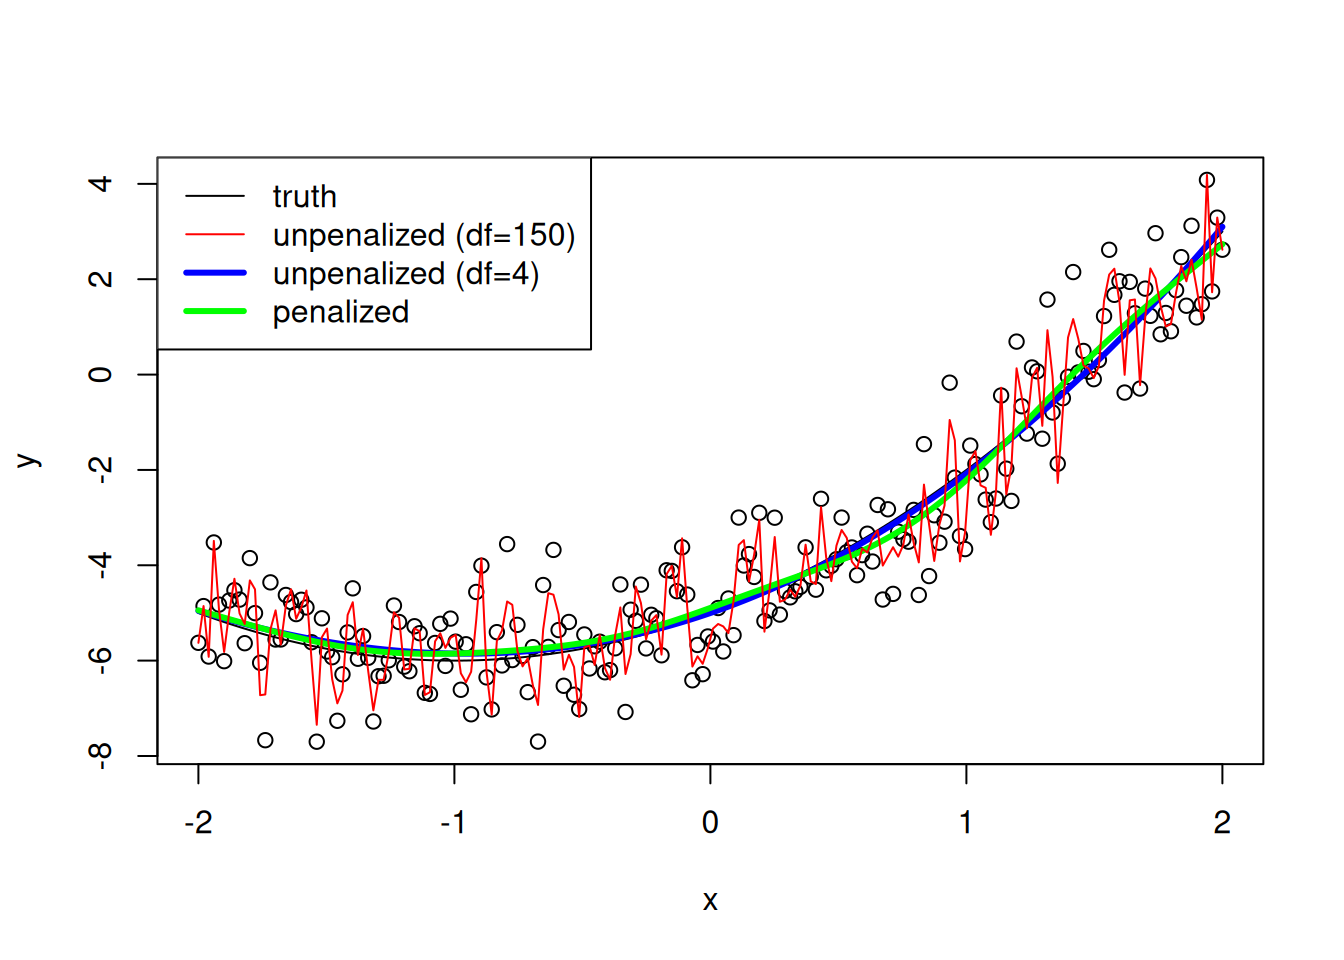 truth
unpenalized (df=150)
unpenalized (df=4)
penalized
4
2
0
-2
-4
-6
-8
y
-2 -1 0 1 2
x